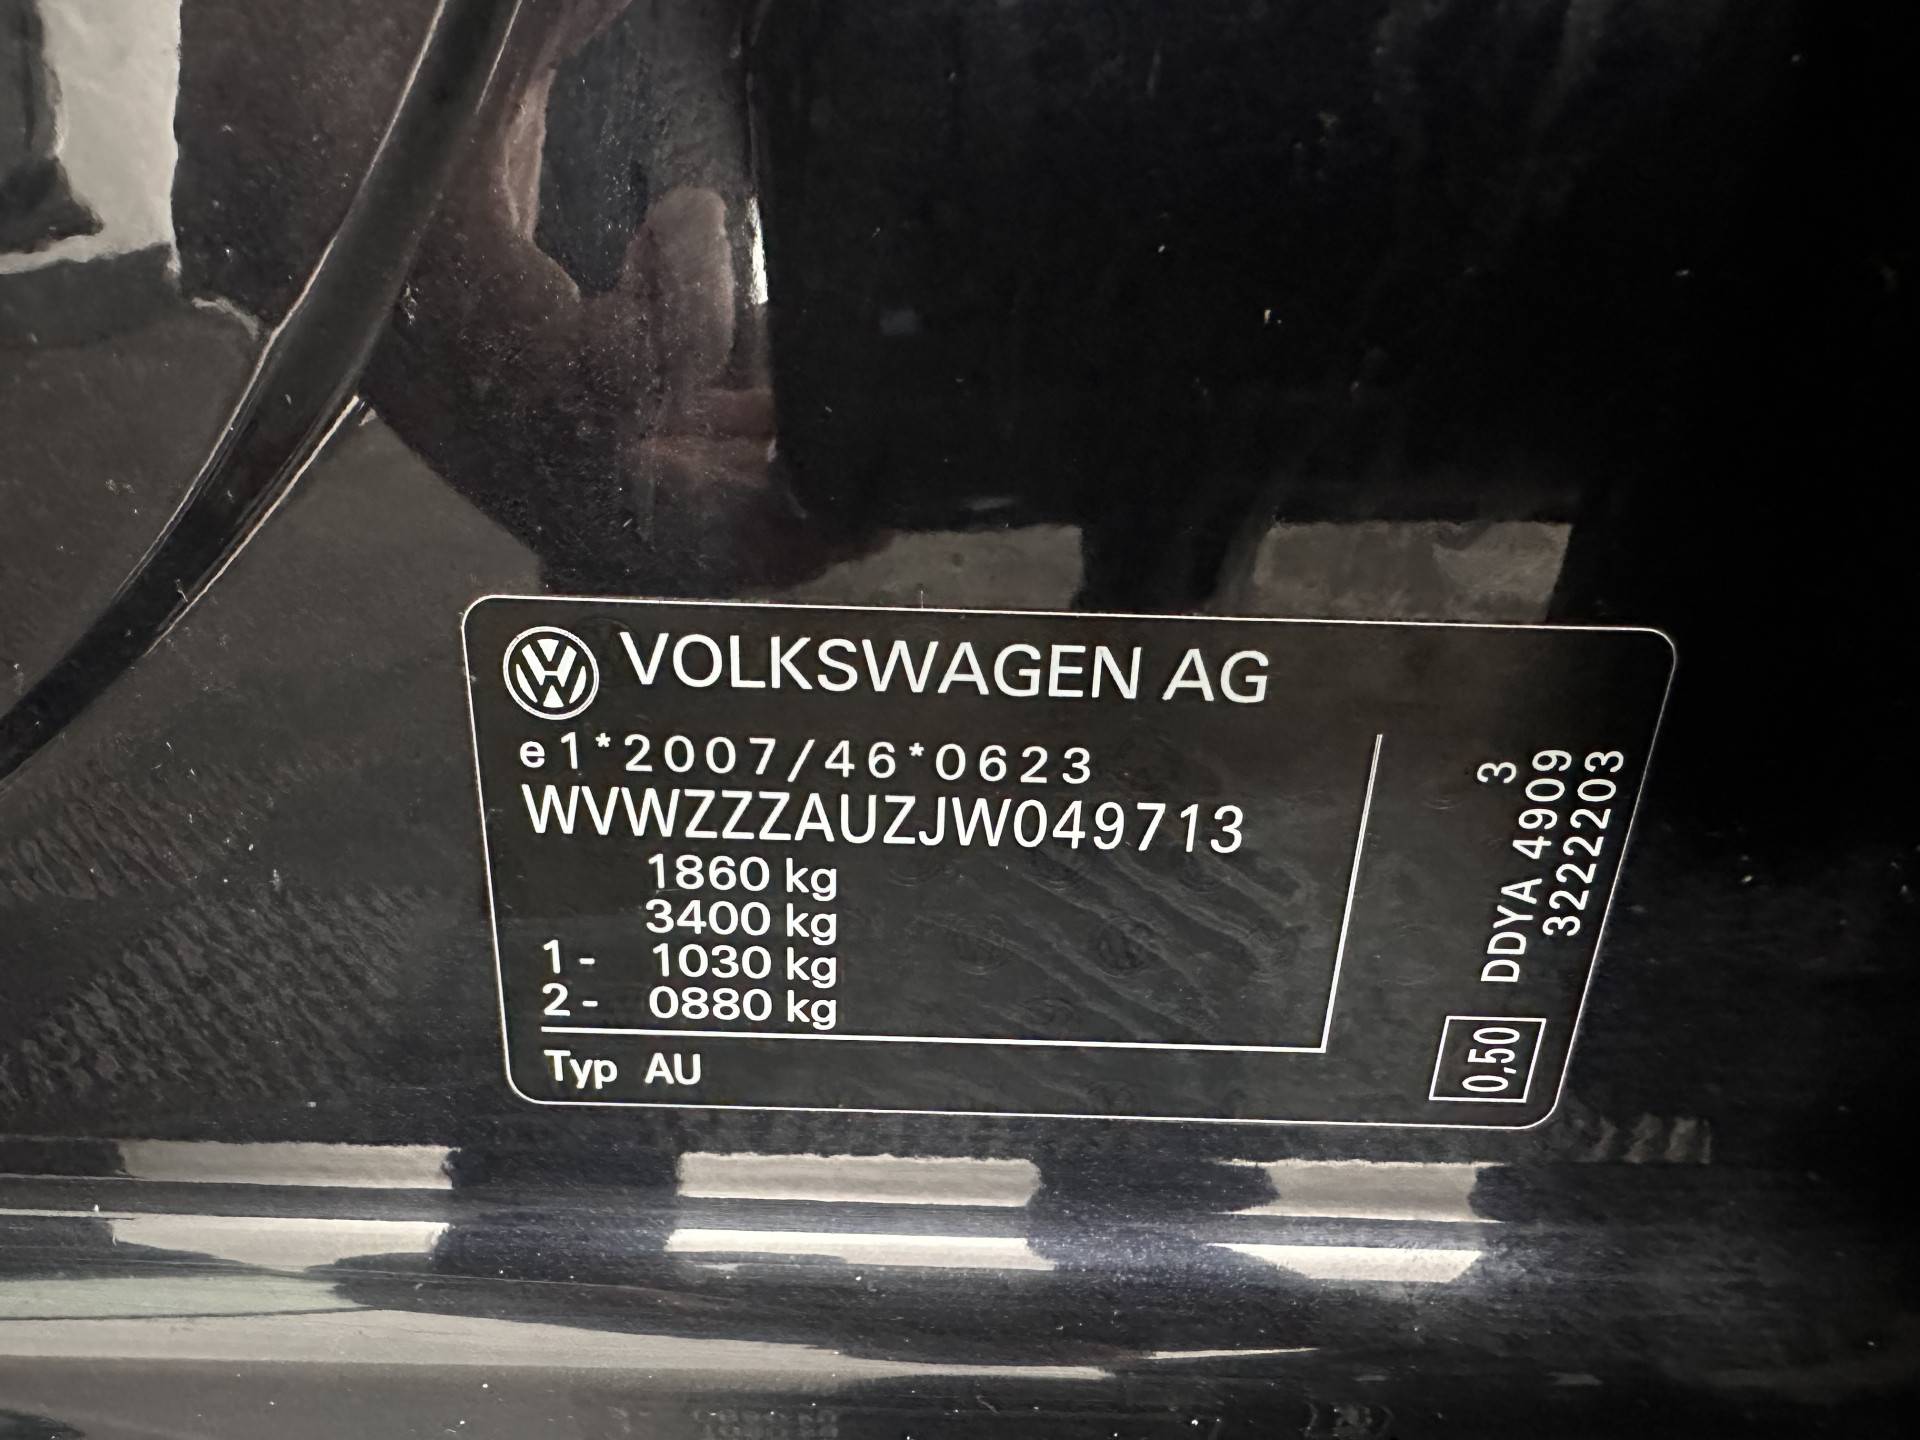 VOLKSWAGEN AG
e1*2007/46*0623
WVWZZZAUZJW049713
1860 kg
3400 kg
1- 1030 kg
2- 0880 kg
Typ AU
3
DDYA 4909
3222203
0,50